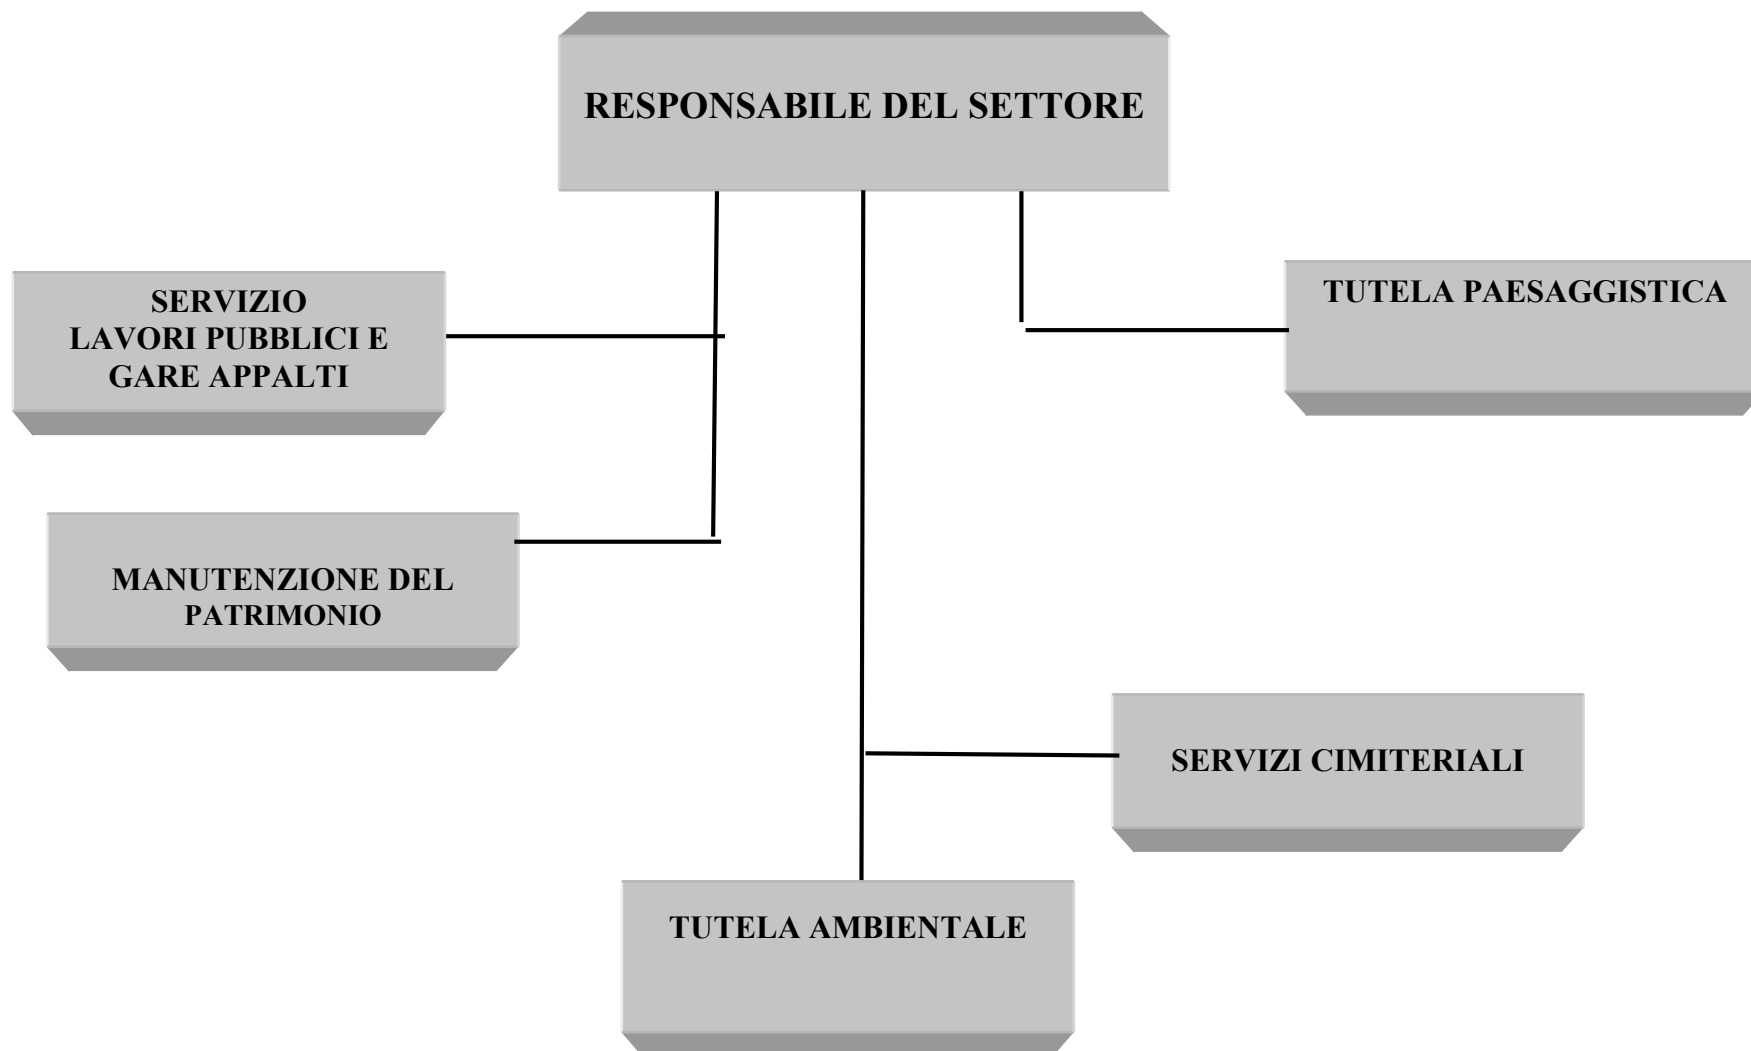 RESPONSABILE DEL SETTORE
SERVIZIO
LAVORI PUBBLICI E
GARE APPALTI
TUTELA PAESAGGISTICA
MANUTENZIONE DEL
PATRIMONIO
SERVIZI CIMITERIALI
TUTELA AMBIENTALE